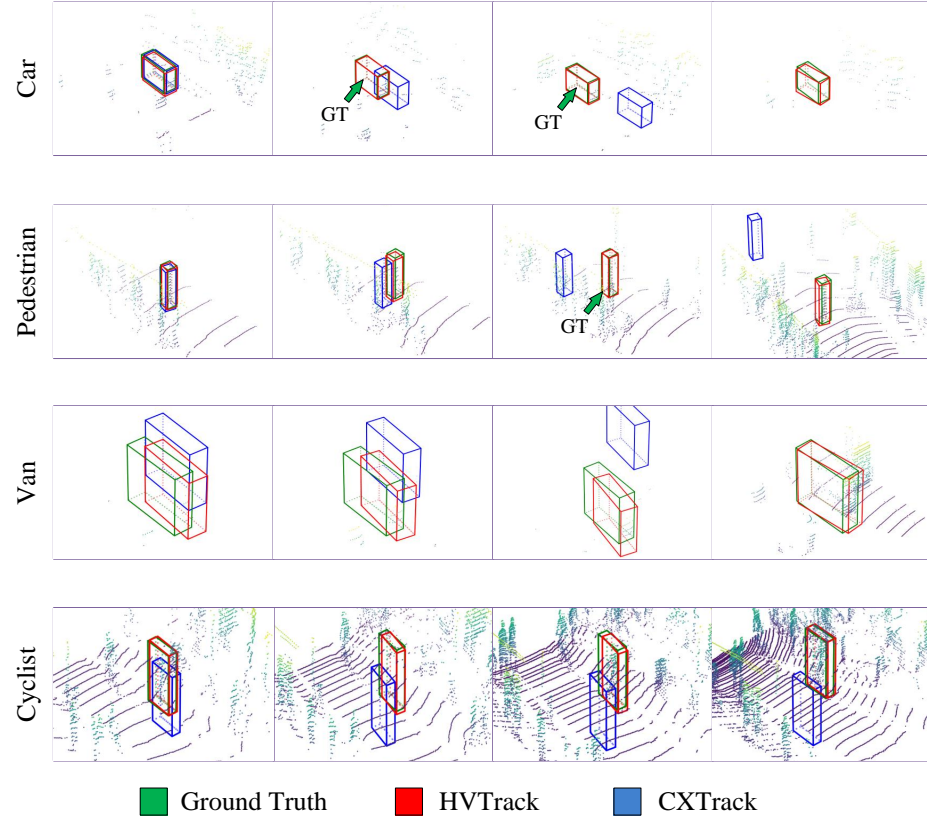 Car
GT
GT
Pedestrian
GT
Van
Cyclist
Ground Truth
HVTrack
CXTrack